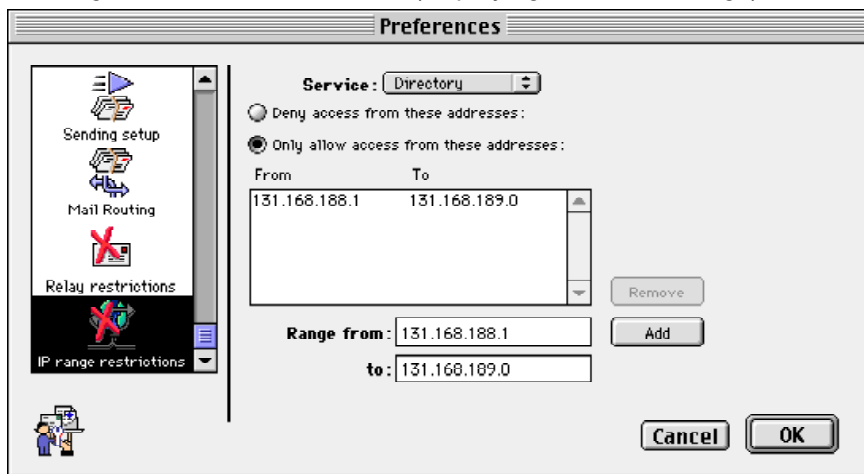 Preferences
Sending setup
Mail Routing
Relay restrictions
IP range restrictions
Service: Directory
Deny access from these addresses:
Only allow access from these addresses:
From To
131.168.188.1 131.168.189.0
Remove
Range from: 131.168.188.1
Add
to: 131.168.189.0
Cancel OK